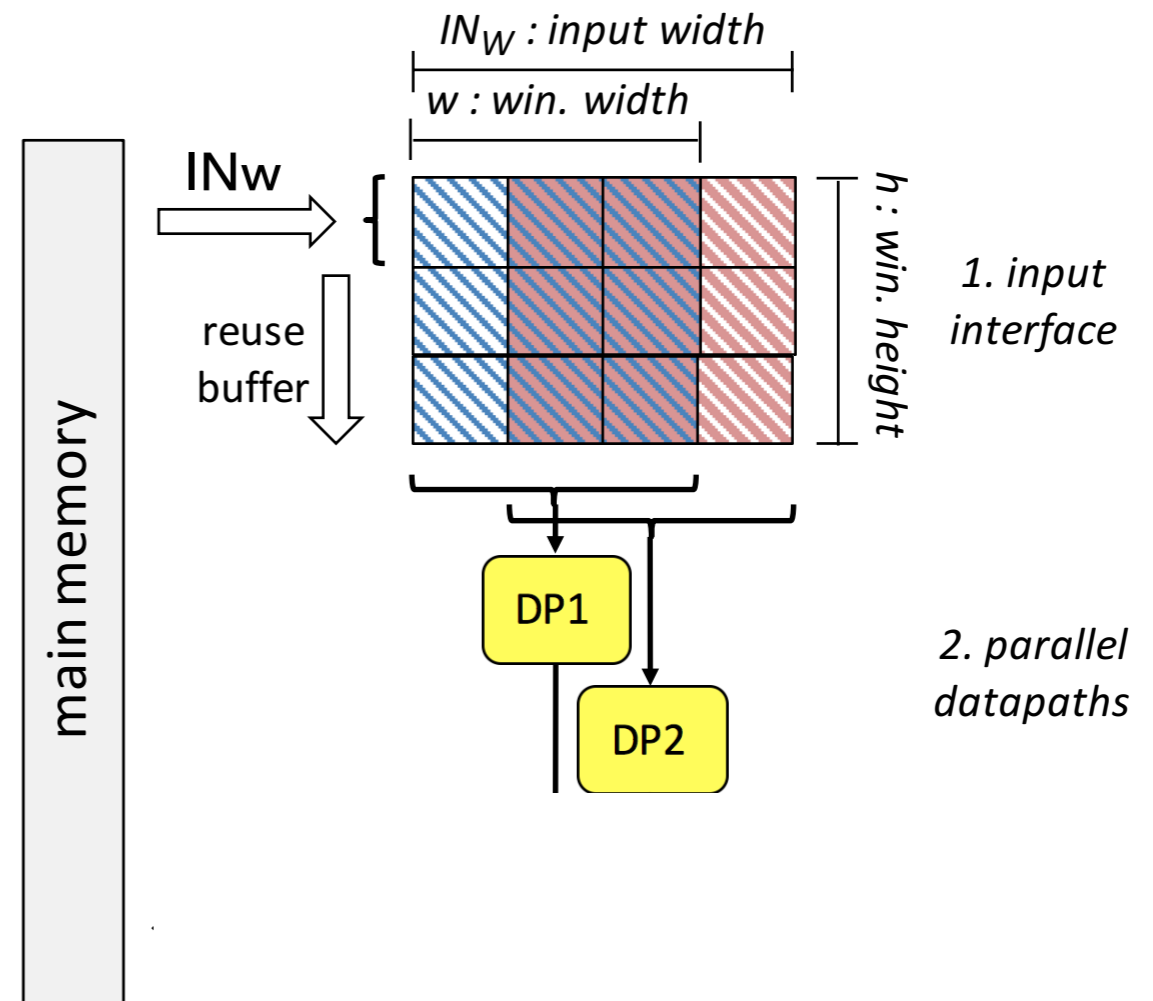 IN_W : input width
w : win. width
INw
reuse
buffer
main memory
h : win. height
1. input
interface
DP1
DP2
2. parallel
datapaths